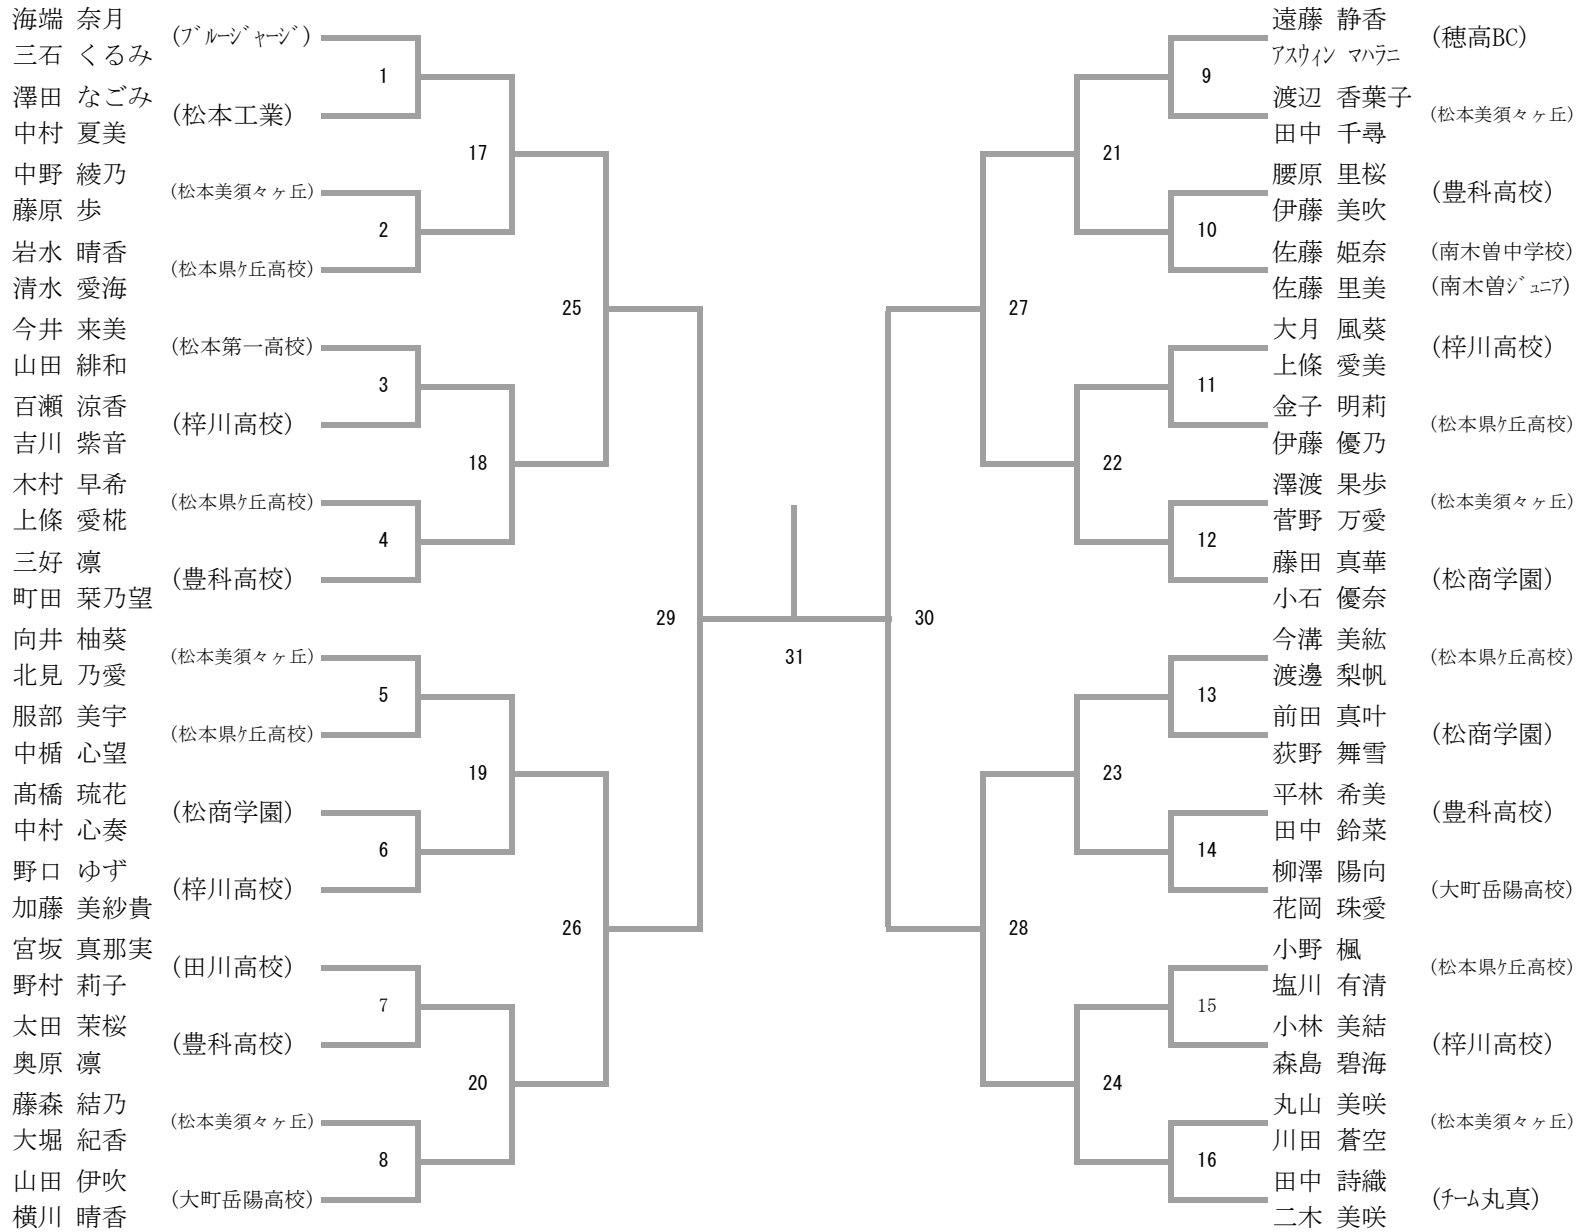 海端 奈月
(ﾌﾞﾙｰｼﾞｬｰｼﾞ)
三石 くるみ
1
澤田 なごみ
(松本工業)
中村 夏美
17
中野 綾乃
(松本美須々ヶ丘)
藤原 歩
2
岩水 晴香
(松本県ｹ丘高校)
清水 愛海
25
今井 来美
(松本第一高校)
山田 緋和
3
百瀬 涼香
(梓川高校)
吉川 紫音
18
木村 早希
(松本県ｹ丘高校)
上條 愛椛
4
三好 凛
(豊科高校)
町田 栞乃望
29
向井 柚葵
(松本美須々ヶ丘)
北見 乃愛
5
服部 美宇
(松本県ｹ丘高校)
中楯 心望
19
髙橋 琉花
(松商学園)
中村 心奏
6
野口 ゆず
(梓川高校)
加藤 美紗貴
26
宮坂 真那実
(田川高校)
野村 莉子
7
太田 茉桜
(豊科高校)
奥原 凛
20
藤森 結乃
(松本美須々ヶ丘)
大堀 紀香
8
山田 伊吹
(大町岳陽高校)
横川 晴香
31
遠藤 静香
(穂高BC)
ｱｽｳｨﾝ ﾏﾊﾗﾆ
9
渡辺 香葉子
(松本美須々ヶ丘)
田中 千尋
21
腰原 里桜
(豊科高校)
伊藤 美吹
10
佐藤 姫奈
(南木曽中学校)
佐藤 里美
(南木曽ｼﾞｭﾆｱ)
27
大月 風葵
(梓川高校)
上條 愛美
11
金子 明莉
(松本県ｹ丘高校)
伊藤 優乃
22
澤渡 果歩
(松本美須々ヶ丘)
菅野 万愛
12
藤田 真華
(松商学園)
小石 優奈
30
今溝 美紘
(松本県ｹ丘高校)
渡邊 梨帆
13
前田 真叶
(松商学園)
荻野 舞雪
23
平林 希美
(豊科高校)
田中 鈴菜
14
柳澤 陽向
(大町岳陽高校)
花岡 珠愛
28
小野 楓
(松本県ｹ丘高校)
塩川 有清
15
小林 美結
(梓川高校)
森島 碧海
24
丸山 美咲
(松本美須々ヶ丘)
川田 蒼空
16
田中 詩織
(ﾁｰﾑ丸真)
二木 美咲